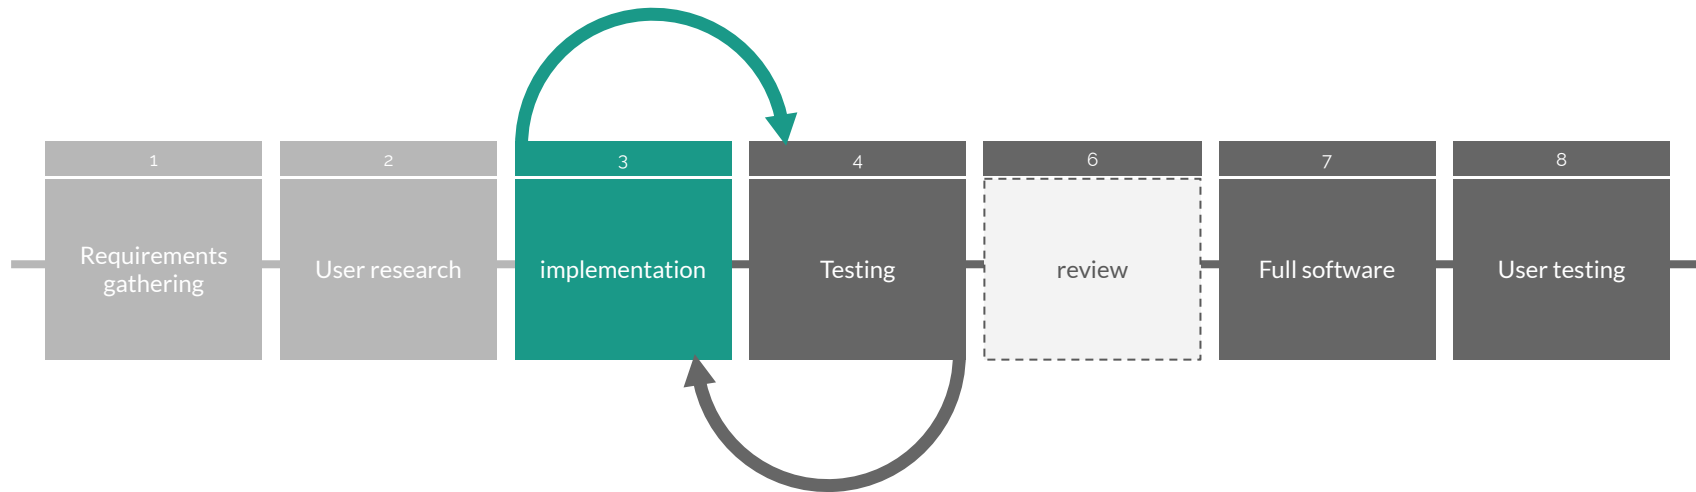 1
2
3
4
6
7
8
Requirements
gathering
User research
implementation
Testing
review
Full software
User testing